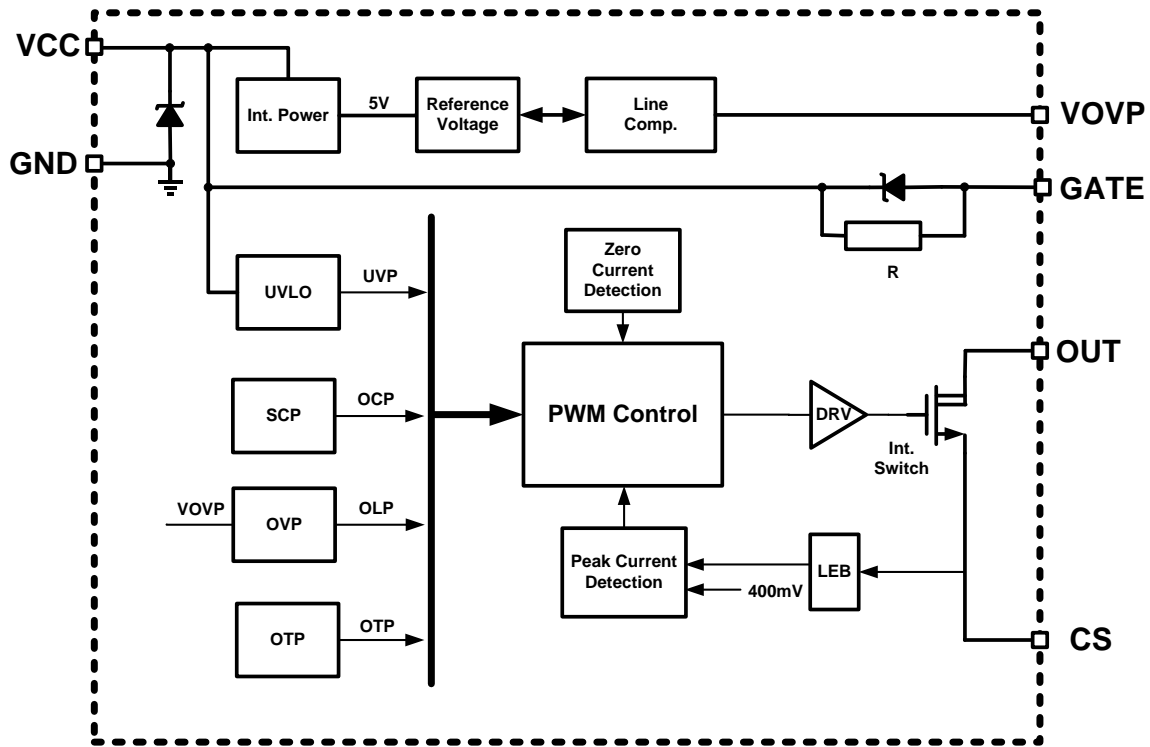 VCC
GND
Int. Power
5V
Reference
Voltage
Line
Comp.
VOVP
GATE
R
UVLO
UVP
Zero
Current
Detection
OUT
SCP
OCP
PWM Control
DRV
Int.
Switch
VOVP
OVP
OLP
Peak Current
Detection
LEB
400mV
OTP
OTP
CS